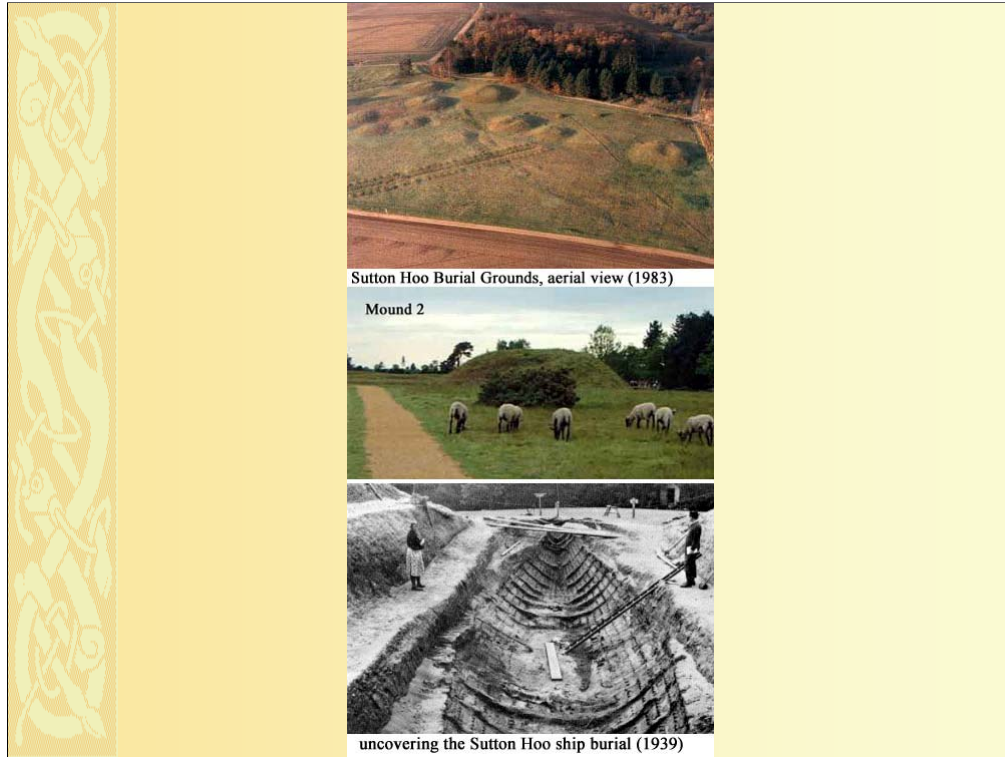 Sutton Hoo Burial Grounds, aerial view (1983)
Mound 2
uncovering the Sutton Hoo ship burial (1939)